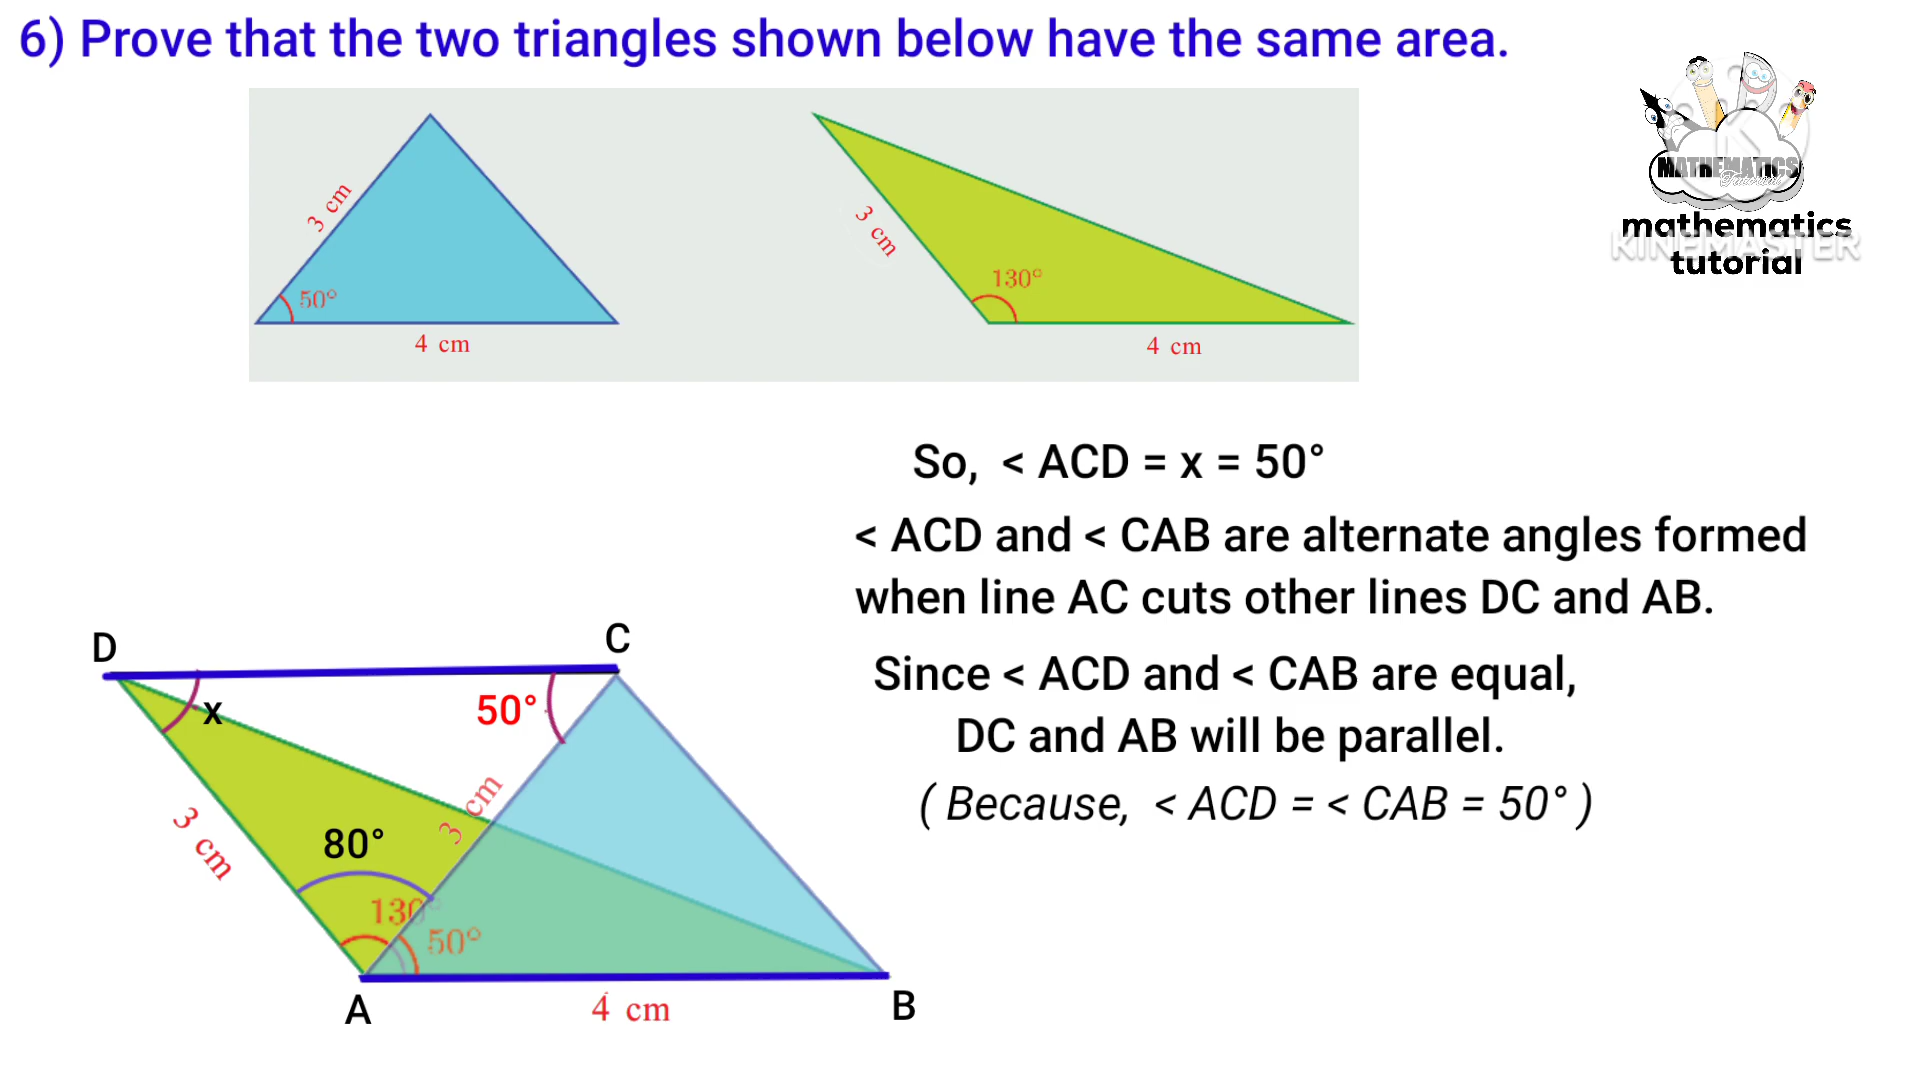 6) Prove that the two triangles shown below have the same area.
MATHEMATICS
Tutorial
mathematics
KINEMASTER
tutorial
3 cm
50°
4 cm
3 cm
130°
4 cm
So, < ACD = x = 50°
< ACD and < CAB are alternate angles formed
when line AC cuts other lines DC and AB.
Since < ACD and < CAB are equal,
DC and AB will be parallel.
( Because, < ACD = < CAB = 50° )
D
C
x
50°
3 cm
3 cm
80°
130°
50°
A
4 cm
B